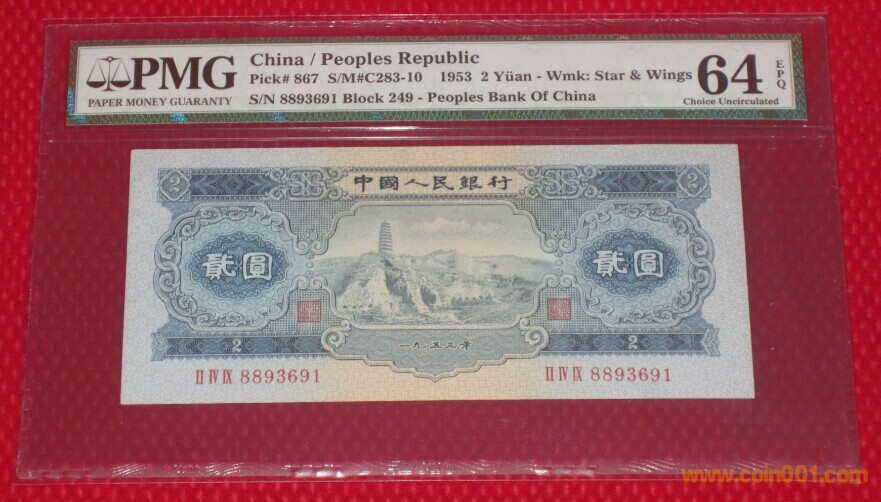 PMG
PAPER MONEY GUARANTY
China / Peoples Republic
Pick# 867 S/M#C283-10 1953 2 Yüan - Wmk: Star & Wings
S/N 8893691 Block 249 - Peoples Bank Of China
64 EPQ
Choice Uncirculated
中國人民銀行
2 2
貳圓 貳圓
2 一九五三年 2
II IV IX 8893691 II IV IX 8893691
www.coin001.com